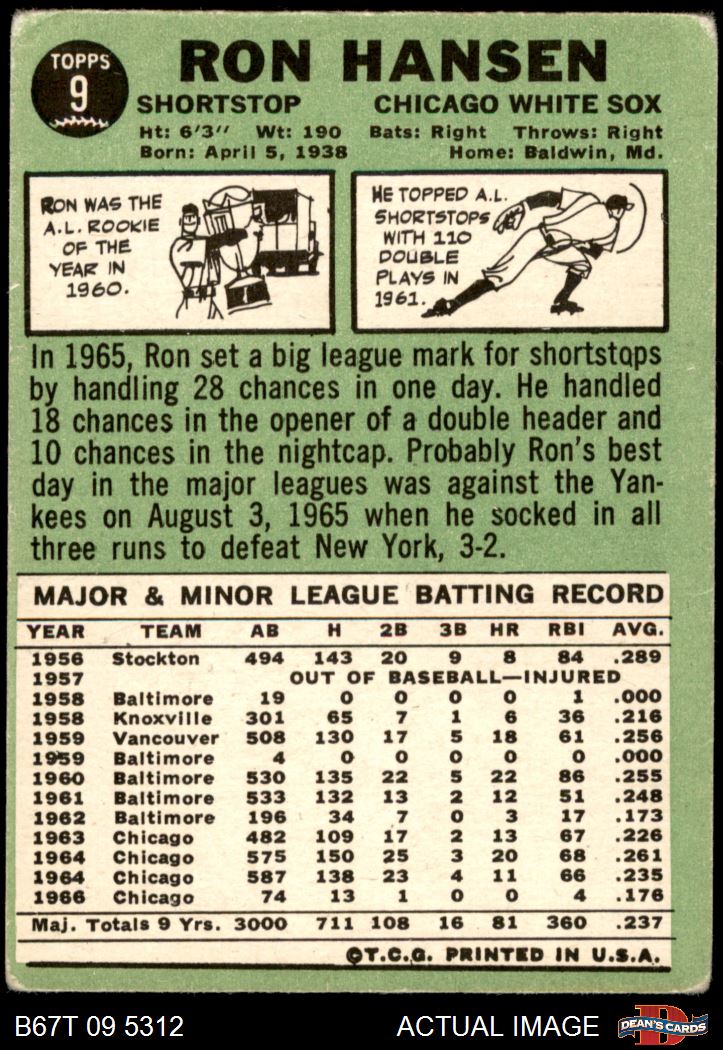 TOPPS
9
RON HANSEN
SHORTSTOP CHICAGO WHITE SOX
Ht: 6'3" Wt: 190 Bats: Right Throws: Right
Born: April 5, 1938 Home: Baldwin, Md.
RON WAS THE
A.L. ROOKIE
OF THE
YEAR IN
1960.
HE TOPPED A.L.
SHORTSTOPS
WITH 110
DOUBLE
PLAYS IN
1961.
In 1965, Ron set a big league mark for shortstops
by handling 28 chances in one day. He handled
18 chances in the opener of a double header and
10 chances in the nightcap. Probably Ron's best
day in the major leagues was against the Yan-
kees on August 3, 1965 when he socked in all
three runs to defeat New York, 3-2.
MAJOR & MINOR LEAGUE BATTING RECORD
YEAR TEAM AB H 2B 3B HR RBI AVG.
1956 Stockton 494 143 20 9 8 84 .289
1957 OUT OF BASEBALL—INJURED
1958 Baltimore 19 0 0 0 0 1 .000
1958 Knoxville 301 65 7 1 6 36 .216
1959 Vancouver 508 130 17 5 18 61 .256
1959 Baltimore 4 0 0 0 0 0 .000
1960 Baltimore 530 135 22 5 22 86 .255
1961 Baltimore 533 132 13 2 12 51 .248
1962 Baltimore 196 34 7 0 3 17 .173
1963 Chicago 482 109 17 2 13 67 .226
1964 Chicago 575 150 25 3 20 68 .261
1964 Chicago 587 138 23 4 11 66 .235
1966 Chicago 74 13 1 0 0 4 .176
Maj. Totals 9 Yrs. 3000 711 108 16 81 360 .237
©T.C.G. PRINTED IN U.S.A.
B67T 09 5312 ACTUAL IMAGE DEAN'S CARDS